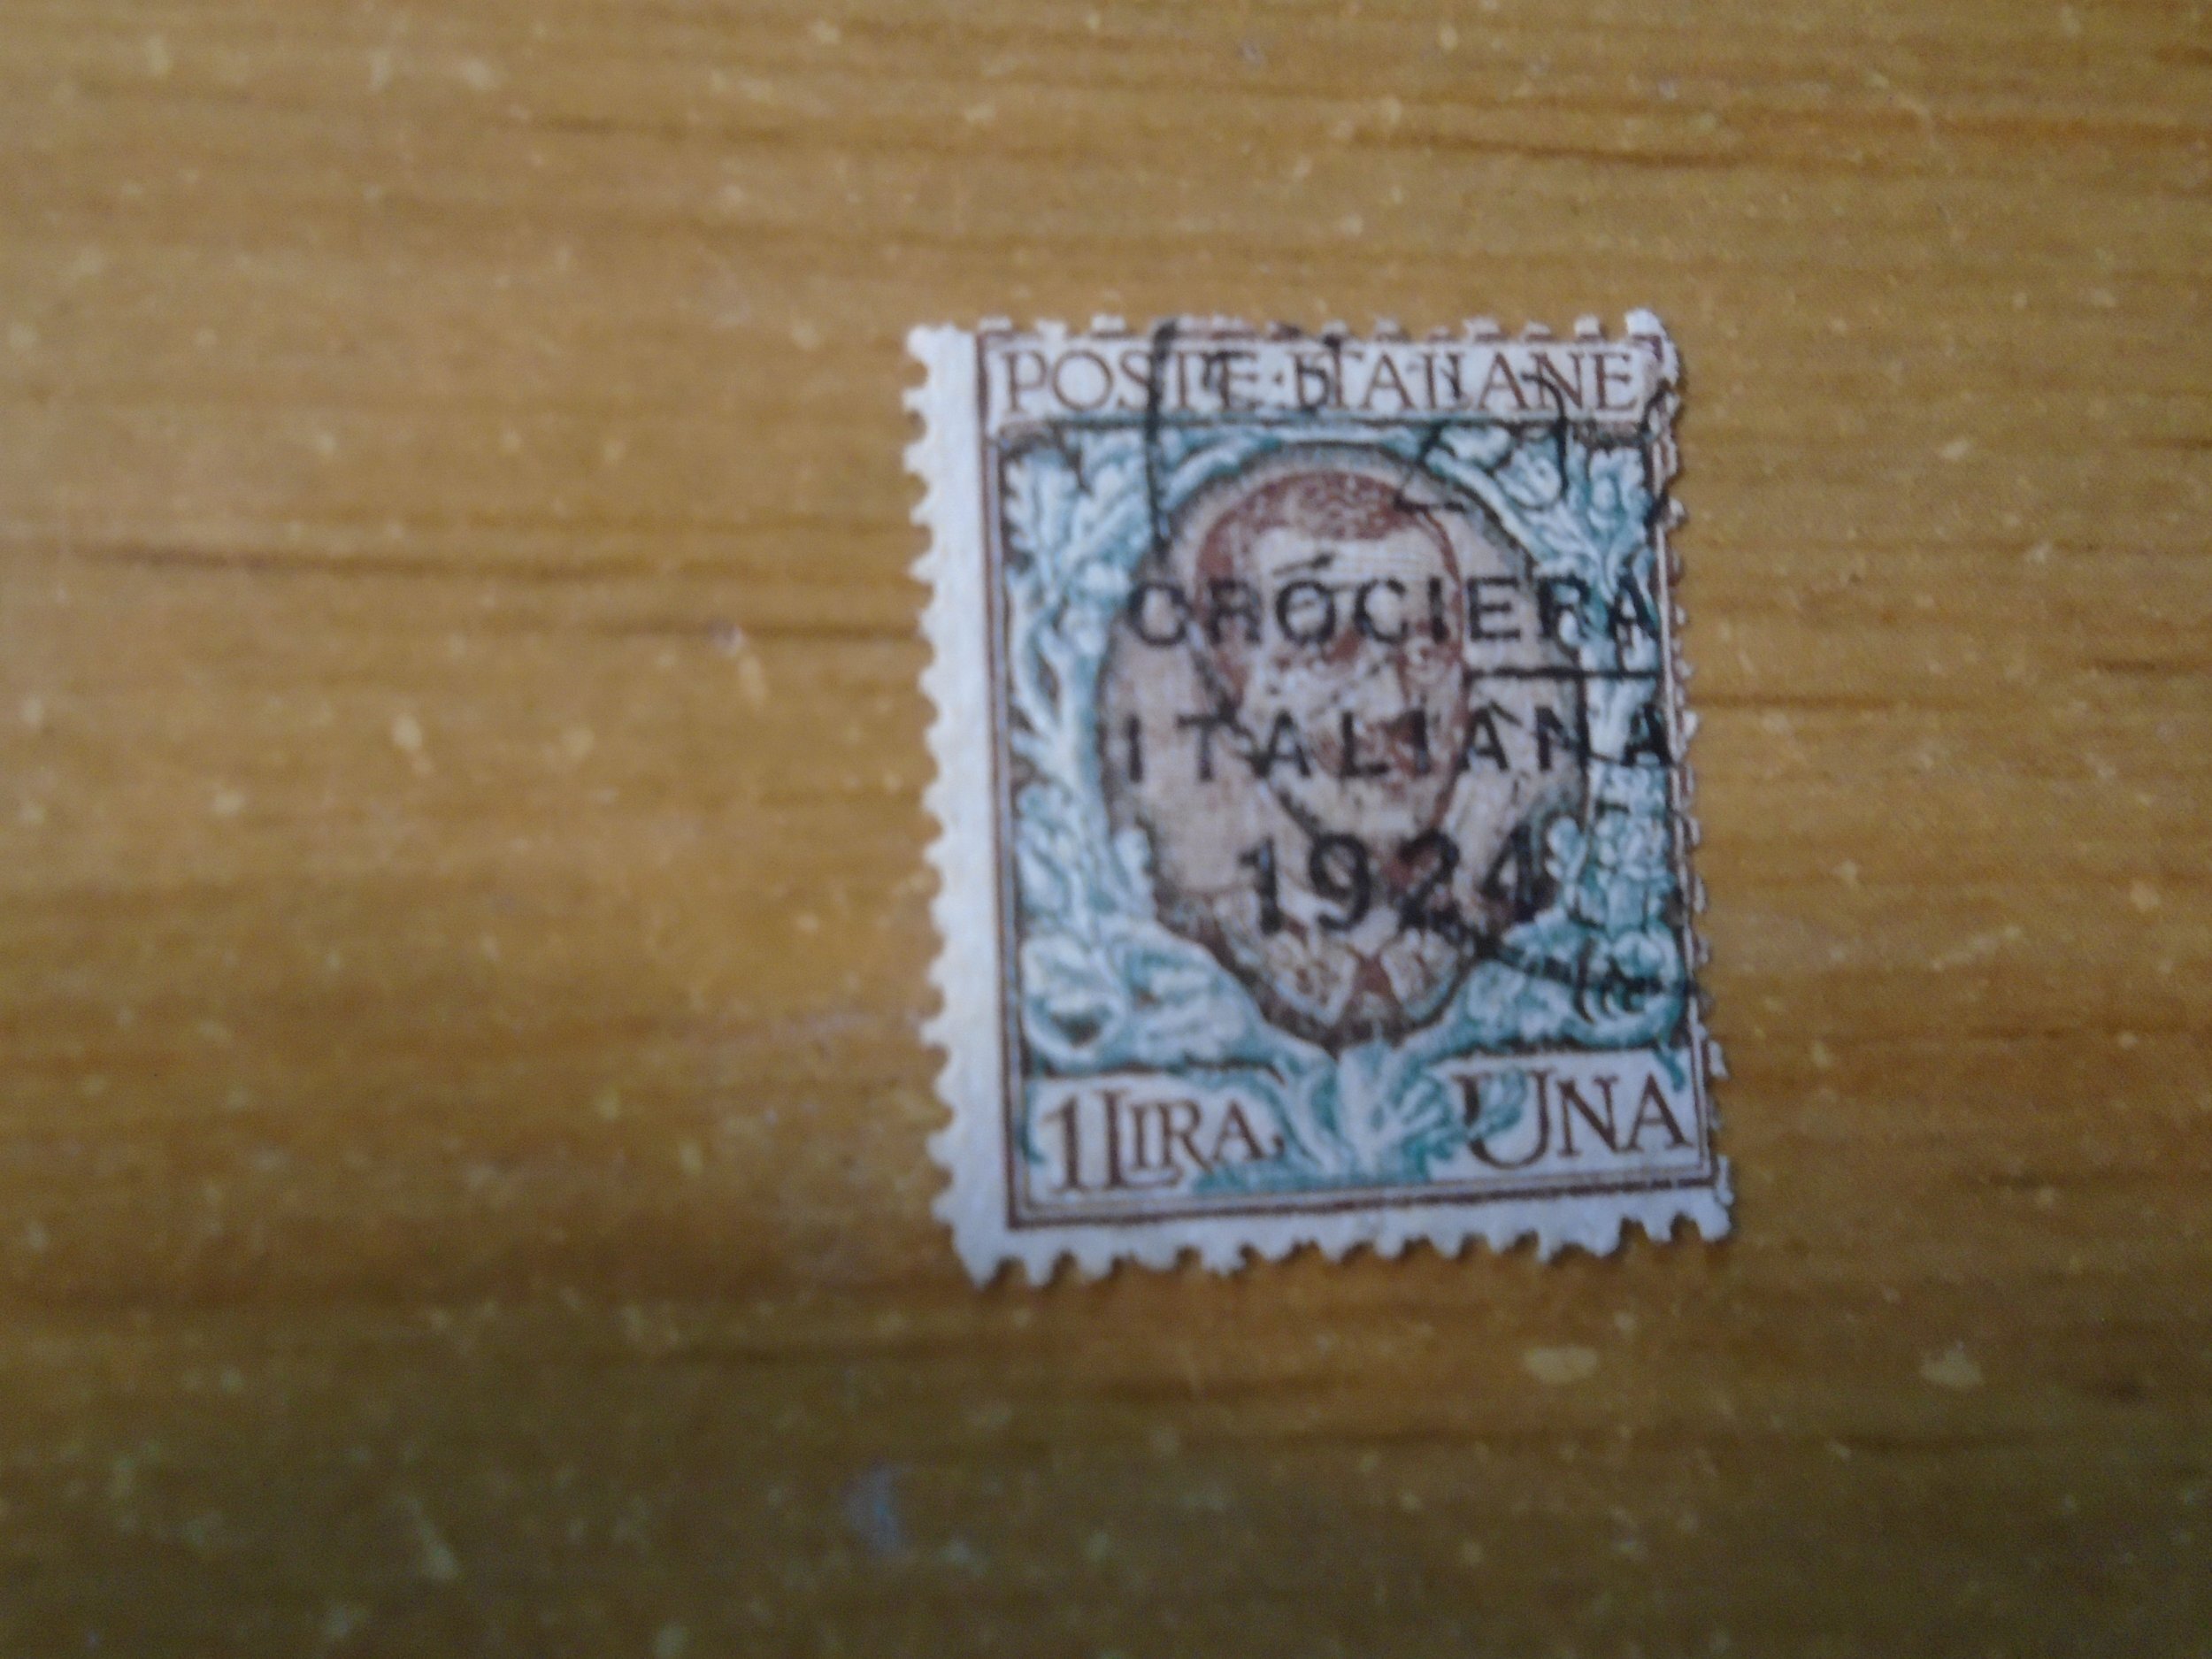 POSTE·ITALIANE
CROCIERA
ITALIANA
1924
1 LIRA.
UNA